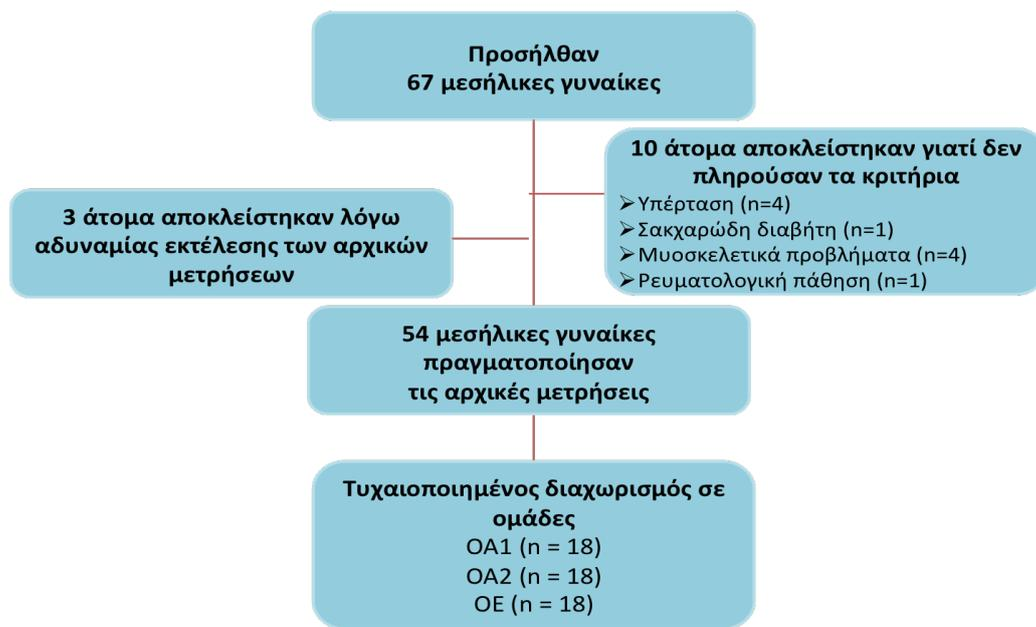 Προσήλθαν
67 μεσήλικες γυναίκες
10 άτομα αποκλείστηκαν γιατί δεν
πληρούσαν τα κριτήρια
➤Υπέρταση (n=4)
➤Σακχαρώδη διαβήτη (n=1)
➤Μυοσκελετικά προβλήματα (n=4)
➤Ρευματολογική πάθηση (n=1)
3 άτομα αποκλείστηκαν λόγω
αδυναμίας εκτέλεσης των αρχικών
μετρήσεων
54 μεσήλικες γυναίκες
πραγματοποίησαν
τις αρχικές μετρήσεις
Τυχαιοποιημένος διαχωρισμός σε
ομάδες
ΟΑ1 (n = 18)
ΟΑ2 (n = 18)
ΟΕ (n = 18)